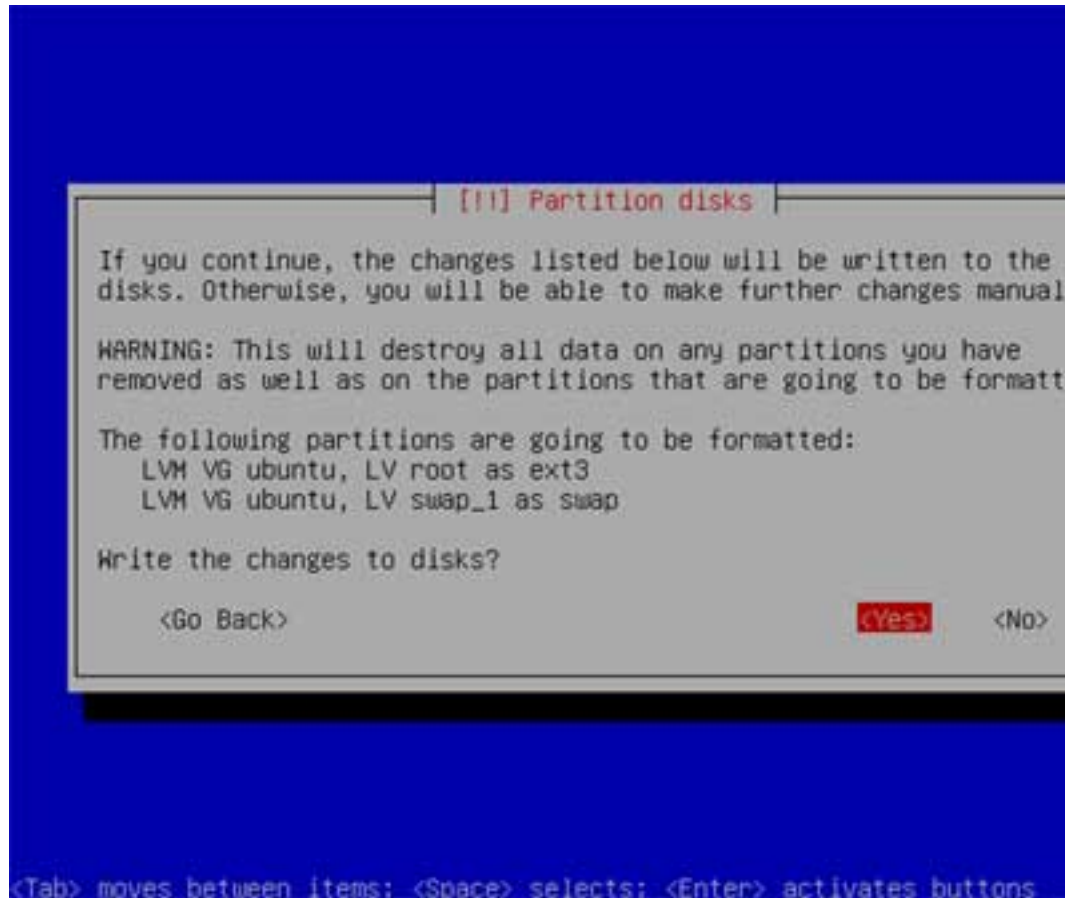 [!!] Partition disks
If you continue, the changes listed below will be written to the
disks. Otherwise, you will be able to make further changes manual
WARNING: This will destroy all data on any partitions you have
removed as well as on the partitions that are going to be formatt
The following partitions are going to be formatted:
LVM VG ubuntu, LV root as ext3
LVM VG ubuntu, LV swap_1 as swap
Write the changes to disks?
<Go Back> <Yes> <No>
<Tab> moves between items; <Space> selects; <Enter> activates buttons